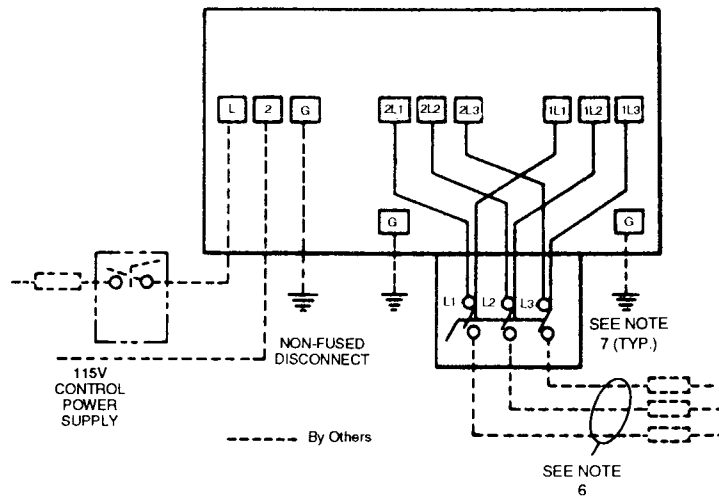 L 2 G 2L1 2L2 2L3 1L1 1L2 1L3
G G
L1 L2 L3
SEE NOTE
7 (TYP.)
NON-FUSED
DISCONNECT
115V
CONTROL
POWER
SUPPLY
By Others
SEE NOTE
6